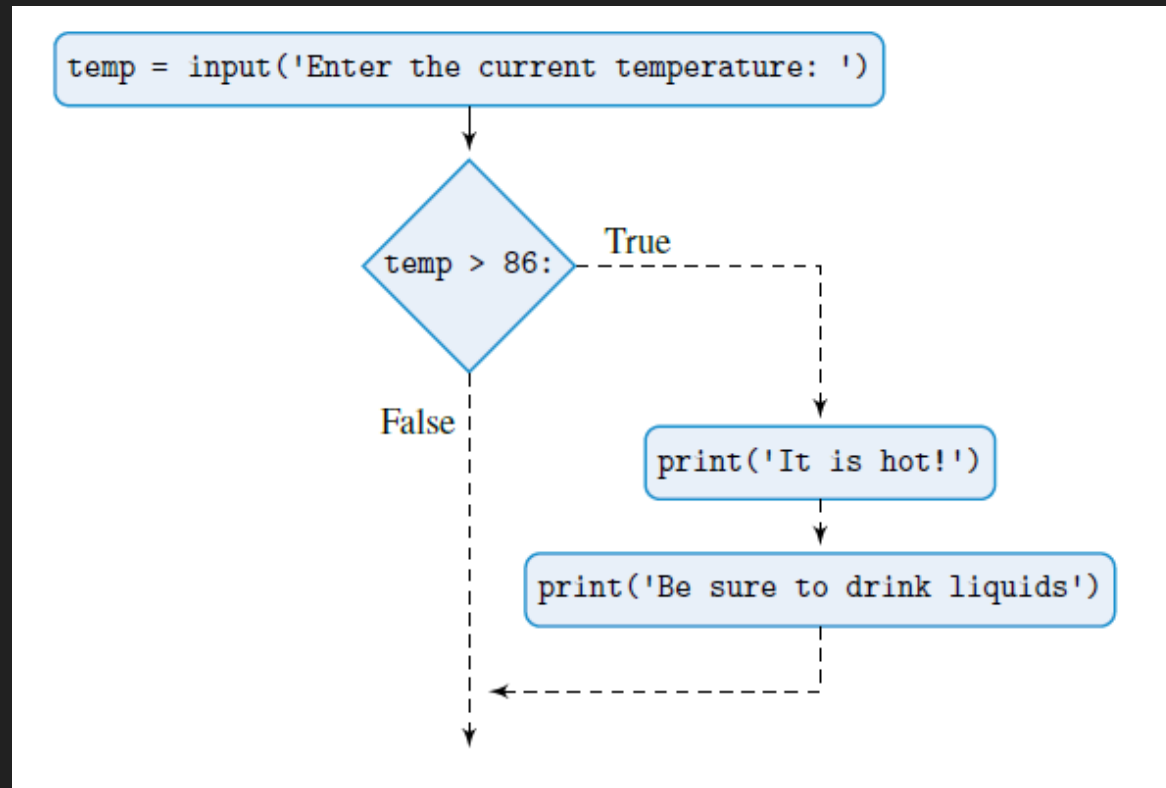 temp = input('Enter the current temperature: ')
temp > 86:
True
False
print('It is hot!')
print('Be sure to drink liquids')